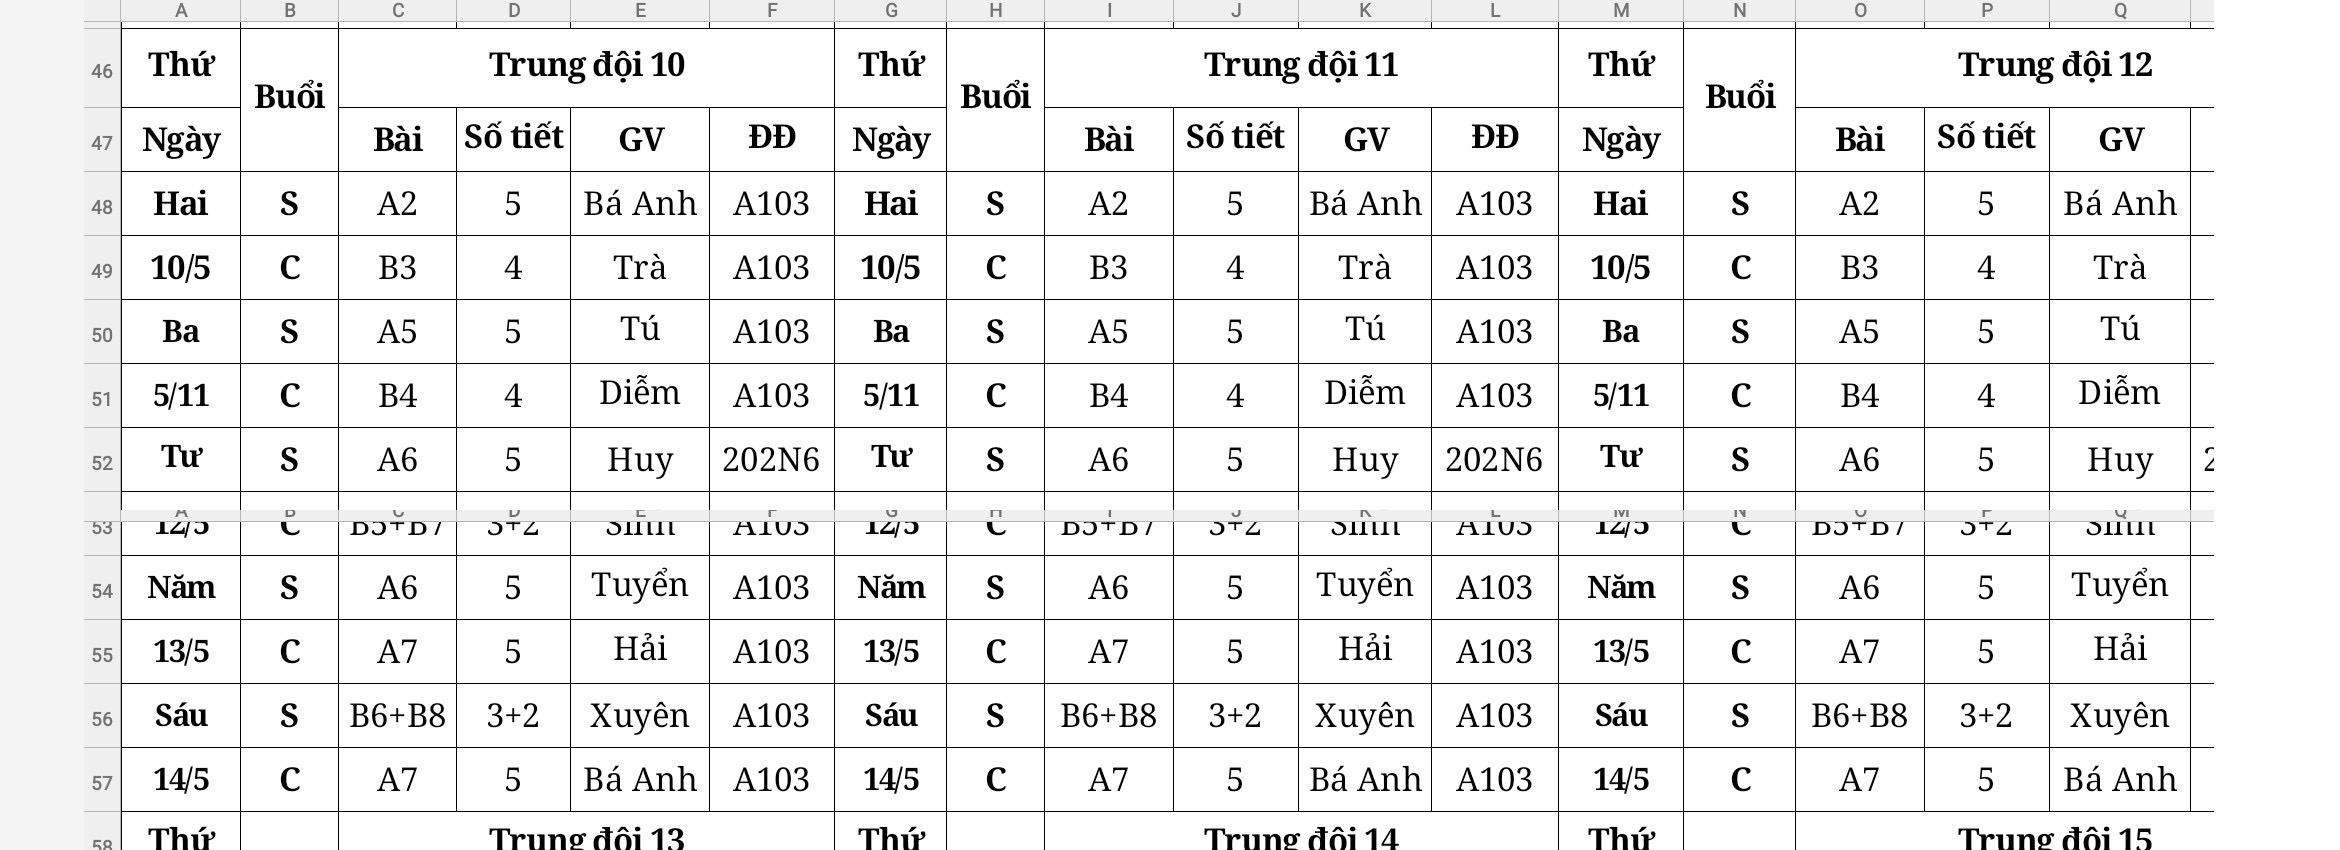 A B C D E F G H I J K L M N O P Q
46 Thứ Buổi Trung đội 10 Thứ Buổi Trung đội 11 Thứ Buổi Trung đội 12
47 Ngày Bài Số tiết GV ĐĐ Ngày Bài Số tiết GV ĐĐ Ngày Bài Số tiết GV
48 Hai S A2 5 Bá Anh A103 Hai S A2 5 Bá Anh A103 Hai S A2 5 Bá Anh
49 10/5 C B3 4 Trà A103 10/5 C B3 4 Trà A103 10/5 C B3 4 Trà
50 Ba S A5 5 Tú A103 Ba S A5 5 Tú A103 Ba S A5 5 Tú
51 5/11 C B4 4 Diễm A103 5/11 C B4 4 Diễm A103 5/11 C B4 4 Diễm
52 Tư S A6 5 Huy 202N6 Tư S A6 5 Huy 202N6 Tư S A6 5 Huy 2
A B C D E F G H I J K L M N O P Q
53 12/5 C B5+B7 3+2 Sinh A103 12/5 C B5+B7 3+2 Sinh A103 12/5 C B5+B7 3+2 Sinh
54 Năm S A6 5 Tuyển A103 Năm S A6 5 Tuyển A103 Năm S A6 5 Tuyển
55 13/5 C A7 5 Hải A103 13/5 C A7 5 Hải A103 13/5 C A7 5 Hải
56 Sáu S B6+B8 3+2 Xuyên A103 Sáu S B6+B8 3+2 Xuyên A103 Sáu S B6+B8 3+2 Xuyên
57 14/5 C A7 5 Bá Anh A103 14/5 C A7 5 Bá Anh A103 14/5 C A7 5 Bá Anh
58 Thứ Trung đội 13 Thứ Trung đội 14 Thứ Trung đội 15